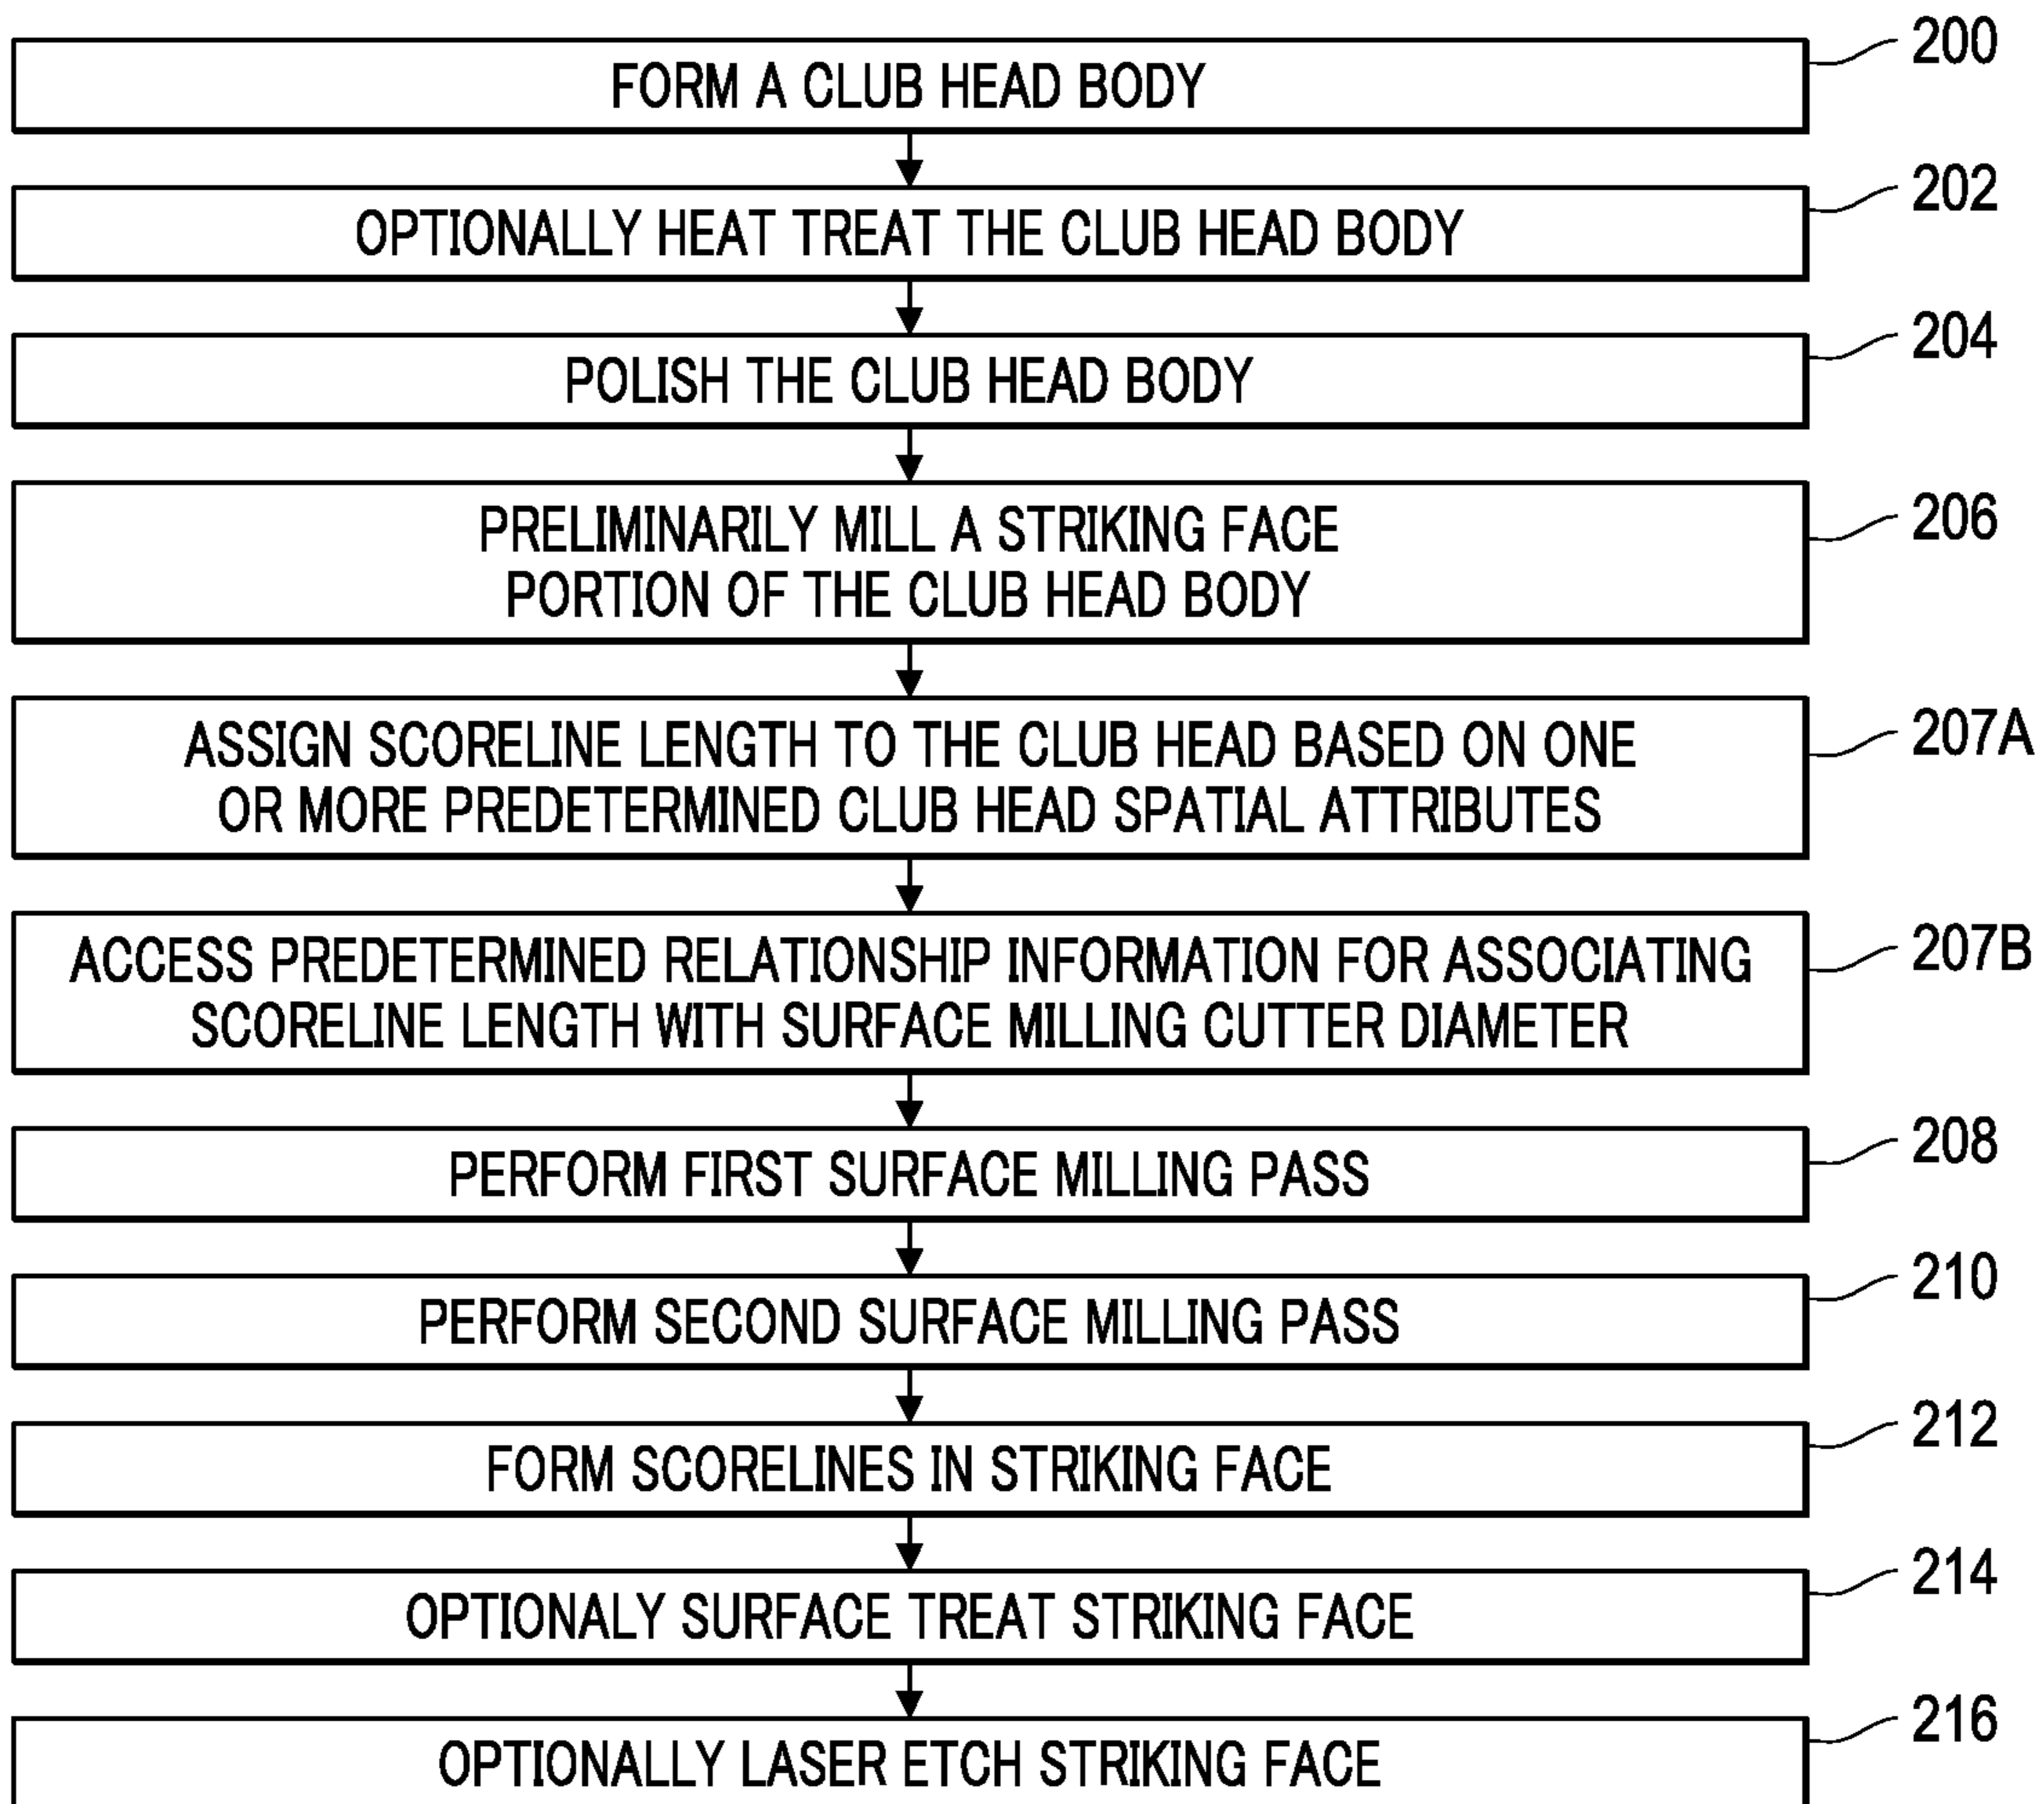 FORM A CLUB HEAD BODY
200
OPTIONALLY HEAT TREAT THE CLUB HEAD BODY
202
POLISH THE CLUB HEAD BODY
204
PRELIMINARILY MILL A STRIKING FACE
PORTION OF THE CLUB HEAD BODY
206
ASSIGN SCORELINE LENGTH TO THE CLUB HEAD BASED ON ONE
OR MORE PREDETERMINED CLUB HEAD SPATIAL ATTRIBUTES
207A
ACCESS PREDETERMINED RELATIONSHIP INFORMATION FOR ASSOCIATING
SCORELINE LENGTH WITH SURFACE MILLING CUTTER DIAMETER
207B
PERFORM FIRST SURFACE MILLING PASS
208
PERFORM SECOND SURFACE MILLING PASS
210
FORM SCORELINES IN STRIKING FACE
212
OPTIONALY SURFACE TREAT STRIKING FACE
214
OPTIONALLY LASER ETCH STRIKING FACE
216